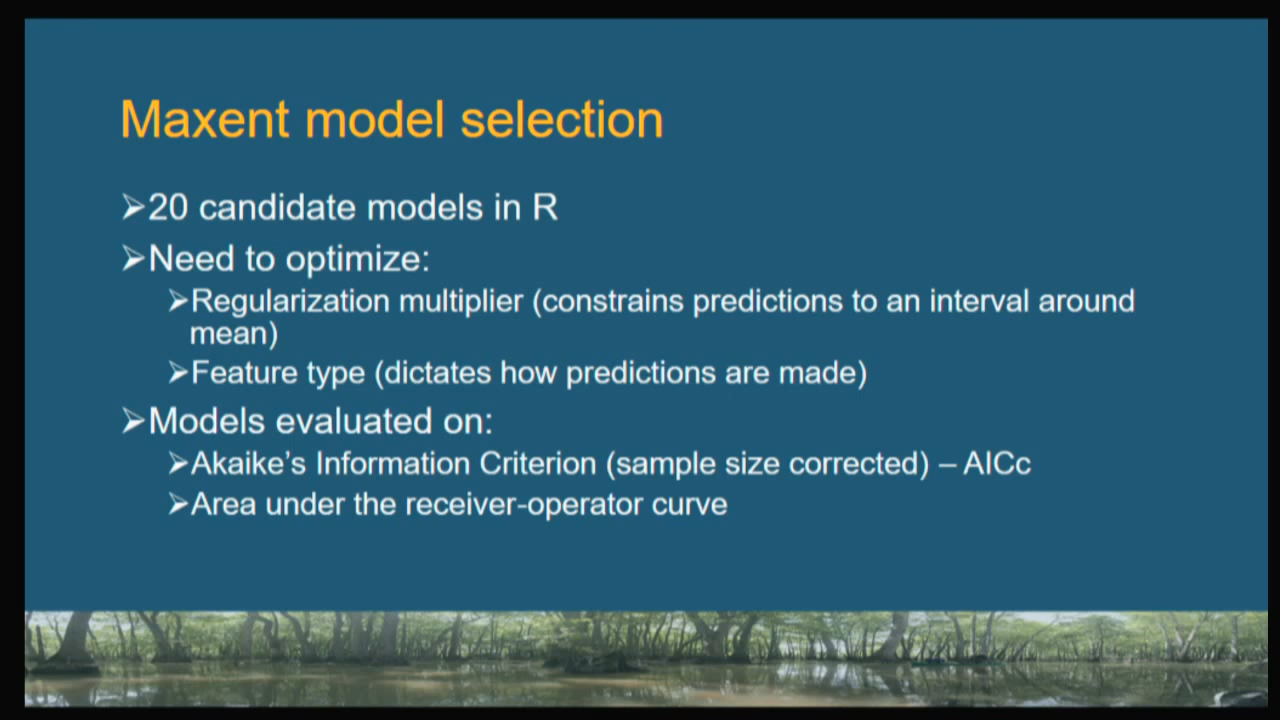 Maxent model selection
➢20 candidate models in R
➢Need to optimize:
➢Regularization multiplier (constrains predictions to an interval around
mean)
➢Feature type (dictates how predictions are made)
➢Models evaluated on:
➢Akaike’s Information Criterion (sample size corrected) – AICc
➢Area under the receiver-operator curve